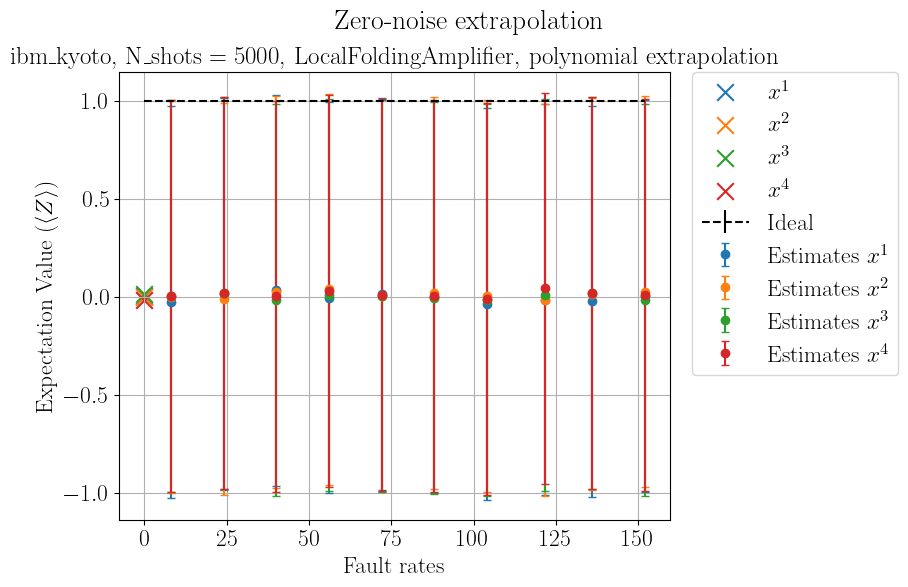 Zero-noise extrapolation
ibm_kyoto, N_shots = 5000, LocalFoldingAmplifier, polynomial extrapolation
1.0
0.5
0.0
−0.5
−1.0
Expectation Value (⟨Z⟩)
0 25 50 75 100 125 150
Fault rates
x¹
x²
x³
x⁴
Ideal
Estimates x¹
Estimates x²
Estimates x³
Estimates x⁴